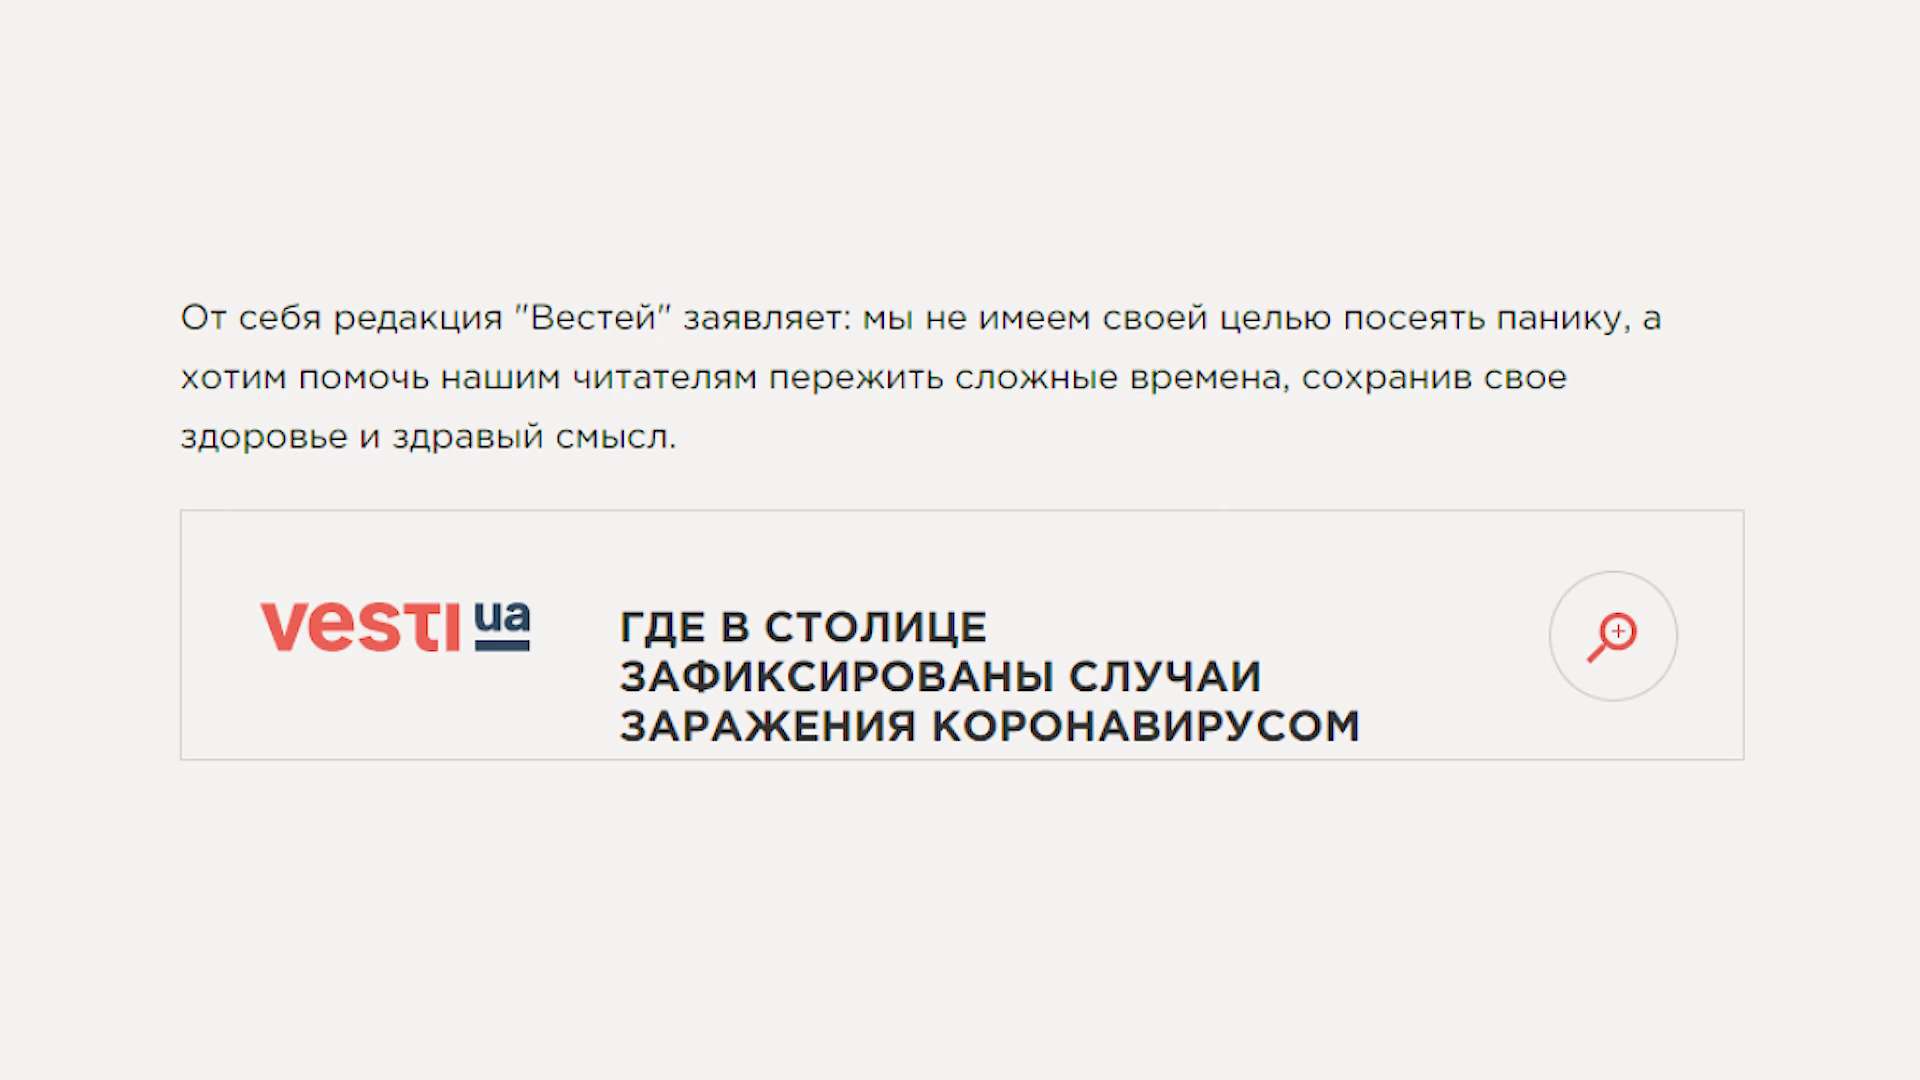 От себя редакция "Вестей" заявляет: мы не имеем своей целью посеять панику, а
хотим помочь нашим читателям пережить сложные времена, сохранив свое
здоровье и здравый смысл.
vesti ua
ГДЕ В СТОЛИЦЕ
ЗАФИКСИРОВАНЫ СЛУЧАИ
ЗАРАЖЕНИЯ КОРОНАВИРУСОМ